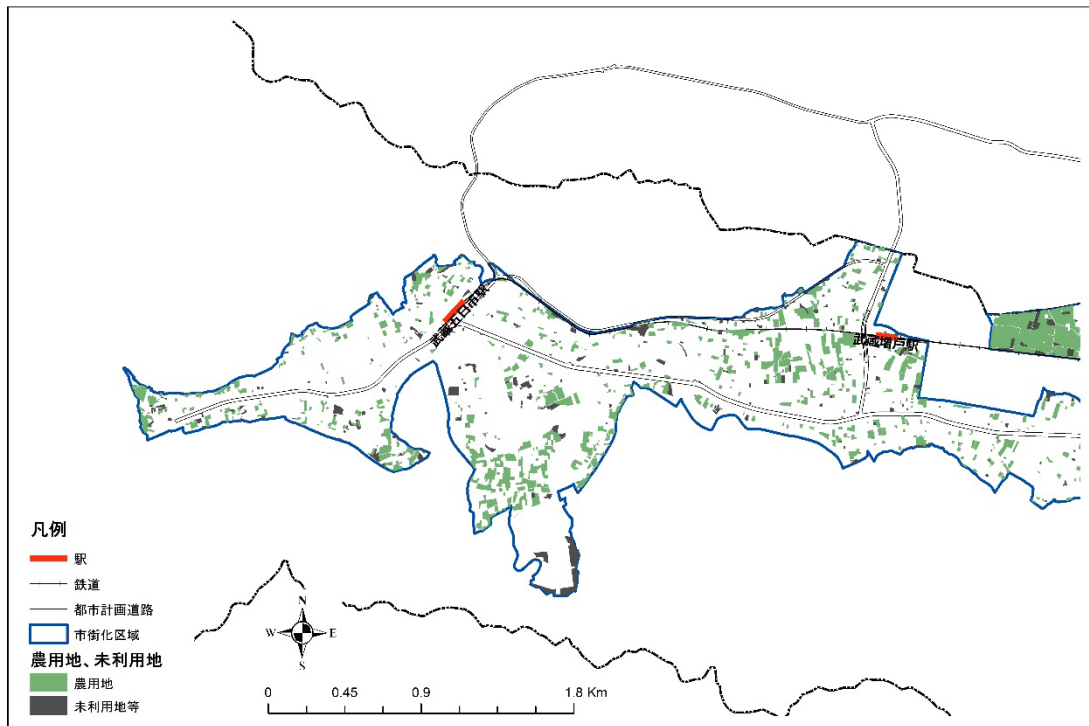 武蔵五日市駅
武蔵増戸駅
凡例
駅
鉄道
都市計画道路
市街化区域
農用地、未利用地
農用地
未利用地等
N
W
E
S
0 0.45 0.9 1.8 Km